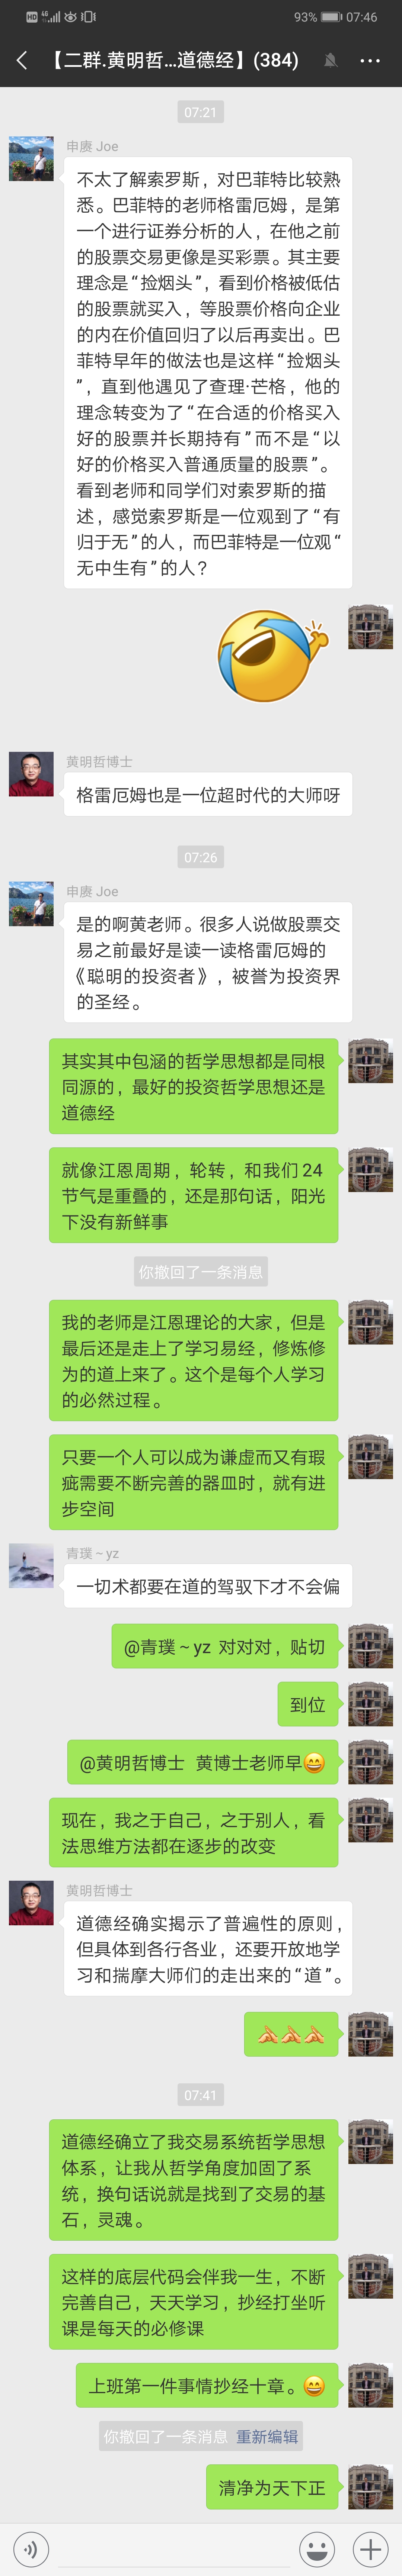 HD 4G 93% 07:46
【二群.黄明哲...道德经】(384)
07:21
申赓 Joe
不太了解索罗斯，对巴菲特比较熟
悉。巴菲特的老师格雷厄姆，是第
一个进行证券分析的人，在他之前
的股票交易更像是买彩票。其主要
理念是“捡烟头”，看到价格被低估
的股票就买入，等股票价格向企业
的内在价值回归了以后再卖出。巴
菲特早年的做法也是这样“捡烟头
”，直到他遇见了查理·芒格，他的
理念转变为了“在合适的价格买入
好的股票并长期持有”而不是“以
好的价格买入普通质量的股票”。
看到老师和同学们对索罗斯的描
述，感觉索罗斯是一位观到了“有
归于无”的人，而巴菲特是一位观“
无中生有”的人？
黄明哲博士
格雷厄姆也是一位超时代的大师呀
07:26
申赓 Joe
是的啊黄老师。很多人说做股票交
易之前最好是读一读格雷厄姆的
《聪明的投资者》，被誉为投资界
的圣经。
其实其中包涵的哲学思想都是同根
同源的，最好的投资哲学思想还是
道德经
就像江恩周期，轮转，和我们24
节气是重叠的，还是那句话，阳光
下没有新鲜事
你撤回了一条消息
我的老师是江恩理论的大家，但是
最后还是走上了学习易经，修炼修
为的道上来了。这个是每个人学习
的必然过程。
只要一个人可以成为谦虚而又有瑕
疵需要不断完善的器皿时，就有进
步空间
青璞～yz
一切术都要在道的驾驭下才不会偏
@青璞～yz 对对对，贴切
到位
@黄明哲博士 黄博士老师早😄
现在，我之于自己，之于别人，看
法思维方法都在逐步的改变
黄明哲博士
道德经确实揭示了普遍性的原则，
但具体到各行各业，还要开放地学
习和揣摩大师们的走出来的“道”。
07:41
道德经确立了我交易系统哲学思想
体系，让我从哲学角度加固了系
统，换句话说就是找到了交易的基
石，灵魂。
这样的底层代码会伴我一生，不断
完善自己，天天学习，抄经打坐听
课是每天的必修课
上班第一件事情抄经十章。😄
你撤回了一条消息 重新编辑
清净为天下正